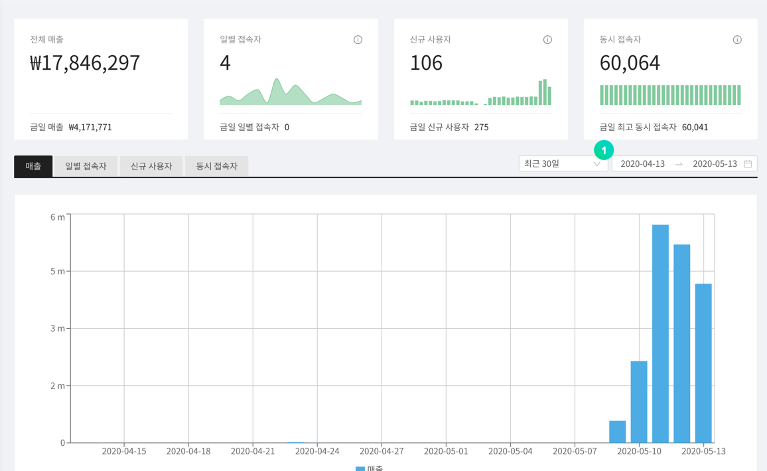 전체 매출
₩17,846,297
금일 매출 ₩4,171,771
일별 접속자
4
금일 일별 접속자 0
신규 사용자
106
금일 신규 사용자 275
동시 접속자
60,064
금일 최고 동시 접속자 60,041
매출 일별 접속자 신규 사용자 동시 접속자
1
최근 30일 2020-04-13 → 2020-05-13
6 m
5 m
3 m
2 m
0
2020-04-15 2020-04-18 2020-04-21 2020-04-24 2020-04-27 2020-05-01 2020-05-04 2020-05-07 2020-05-10 2020-05-13
매출